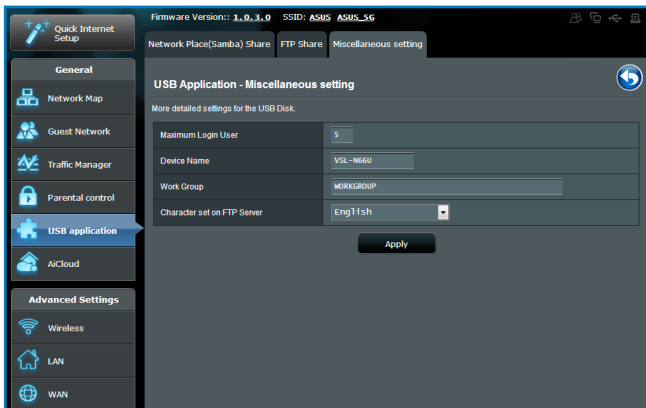 Quick Internet
Setup
Firmware Version:: 1.0.3.0 SSID: ASUS ASUS_5G
Network Place(Samba) Share FTP Share Miscellaneous setting
General
Network Map
Guest Network
Traffic Manager
Parental control
USB application
AiCloud
Advanced Settings
Wireless
LAN
WAN
USB Application - Miscellaneous setting
More detailed settings for the USB Disk.
Maximum Login User 5
Device Name VSL-N66U
Work Group WORKGROUP
Character set on FTP Server English
Apply